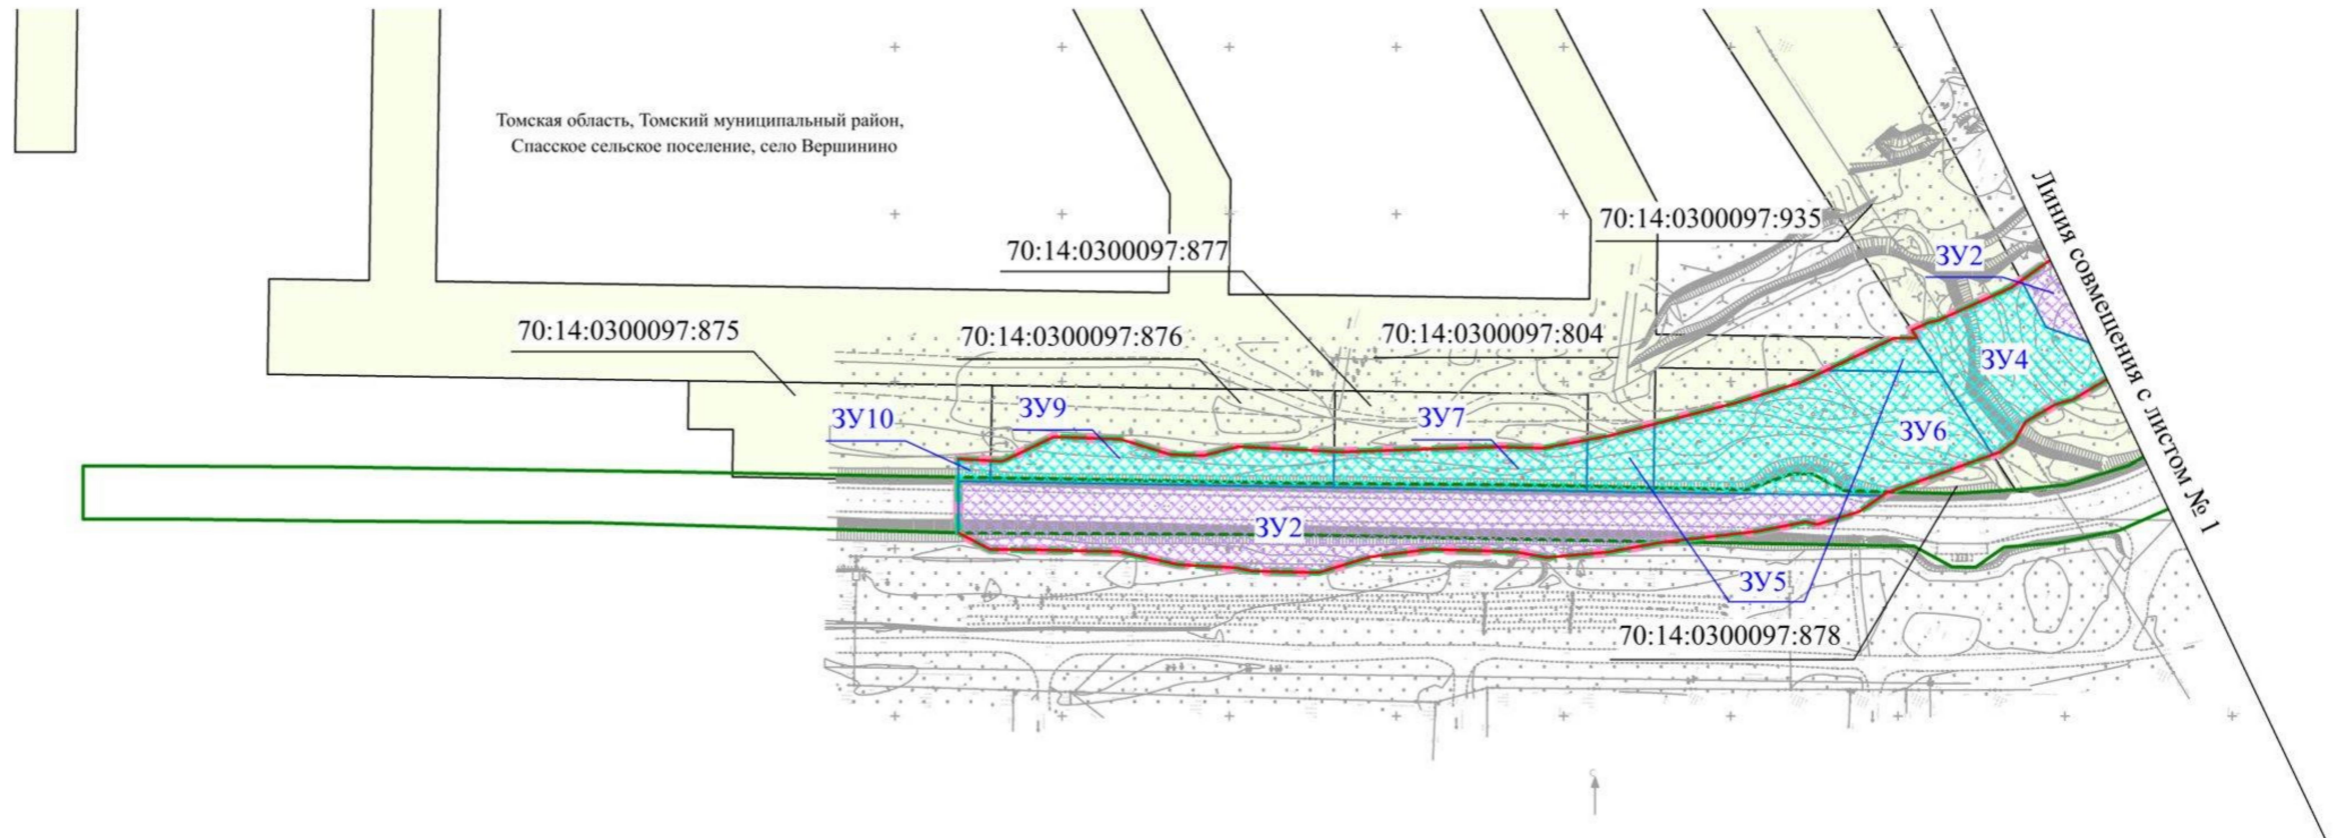 Томская область, Томский муниципальный район,
Спасское сельское поселение, село Вершинино
70:14:0300097:935
70:14:0300097:877
ЗУ2
70:14:0300097:875
70:14:0300097:876
70:14:0300097:804
ЗУ4
ЗУ10
ЗУ9
ЗУ7
ЗУ6
ЗУ2
ЗУ5
70:14:0300097:878
Линия совмещения с листом № 1
С